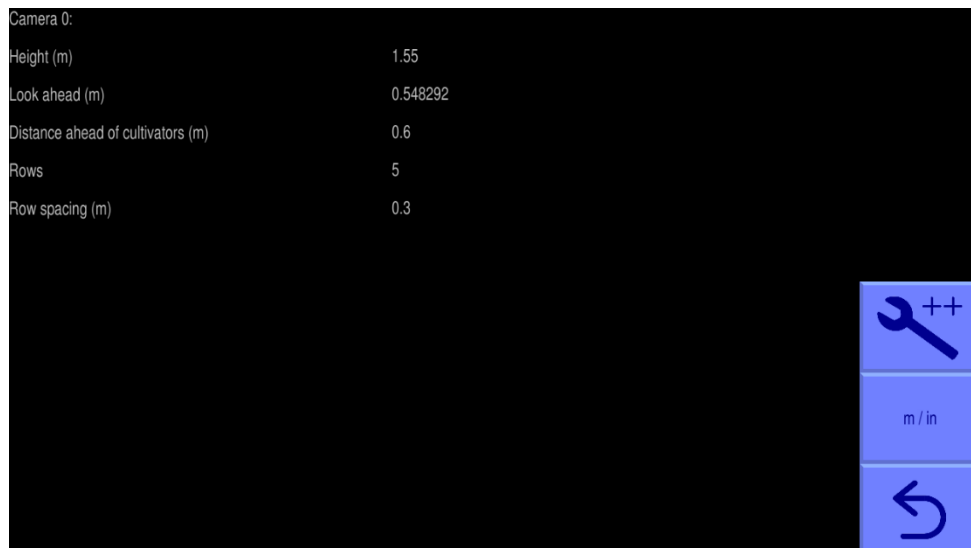 Camera 0:
Height (m) 1.55
Look ahead (m) 0.548292
Distance ahead of cultivators (m) 0.6
Rows 5
Row spacing (m) 0.3
++
m / in